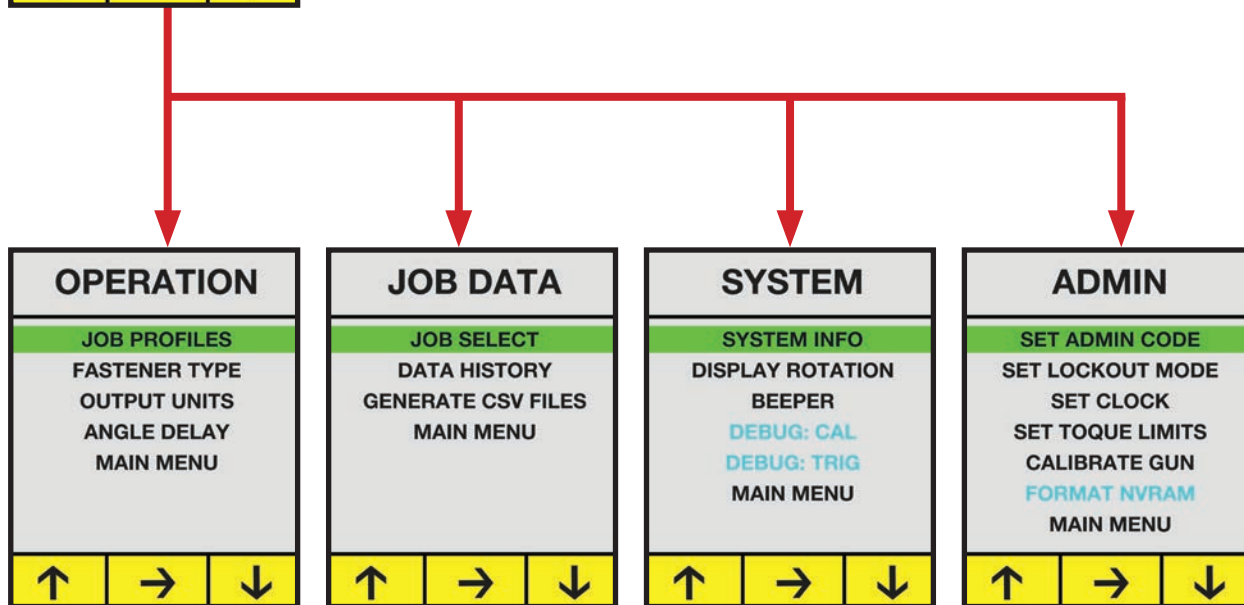 OPERATION
JOB PROFILES
FASTENER TYPE
OUTPUT UNITS
ANGLE DELAY
MAIN MENU
JOB DATA
JOB SELECT
DATA HISTORY
GENERATE CSV FILES
MAIN MENU
SYSTEM
SYSTEM INFO
DISPLAY ROTATION
BEEPER
DEBUG: CAL
DEBUG: TRIG
MAIN MENU
ADMIN
SET ADMIN CODE
SET LOCKOUT MODE
SET CLOCK
SET TOQUE LIMITS
CALIBRATE GUN
FORMAT NVRAM
MAIN MENU